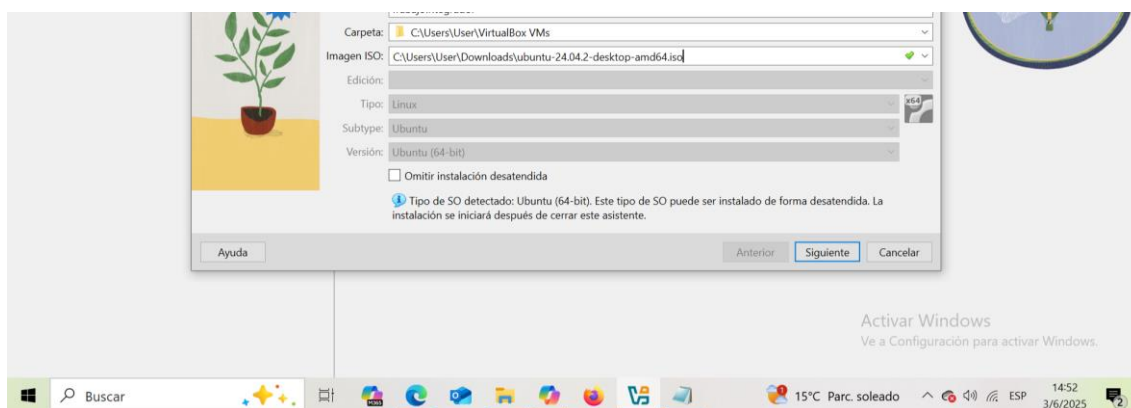 Carpeta: C:\Users\User\VirtualBox VMs
Imagen ISO: C:\Users\User\Downloads\ubuntu-24.04.2-desktop-amd64.iso
Edición:
Tipo: Linux x64
Subtype: Ubuntu
Versión: Ubuntu (64-bit)
Omitir instalación desatendida
Tipo de SO detectado: Ubuntu (64-bit). Este tipo de SO puede ser instalado de forma desatendida. La
instalación se iniciará después de cerrar este asistente.
Ayuda Anterior Siguiente Cancelar
Activar Windows
Ve a Configuración para activar Windows.
Buscar 15°C Parc. soleado ESP 14:52
3/6/2025 2